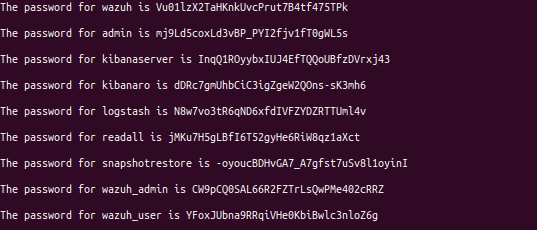 The password for wazuh is Vu01lzX2TaHKnkUvcPrut7B4tf475TPk
The password for admin is mj9Ld5coxLd3vBP_PYI2fjv1fT0gWL5s
The password for kibanaserver is InqQ1ROyybxIUJ4EfTQQoUBfzDVrxj43
The password for kibanaro is dDRc7gmUhbCiC3igZgeW2QOns-sK3mh6
The password for logstash is N8w7vo3tR6qND6xfdIVFZYDZRTTUml4v
The password for readall is jMKu7H5gLBfI6T52gyHe6RiW8qz1aXct
The password for snapshotrestore is -oyoucBDHvGA7_A7gfst7uSv8l1oyinI
The password for wazuh_admin is CW9pCQ0SAL66R2FZTrLsQwPMe402cRRZ
The password for wazuh_user is YFoxJUbna9RRqiVHe0KbiBwlc3nloZ6g